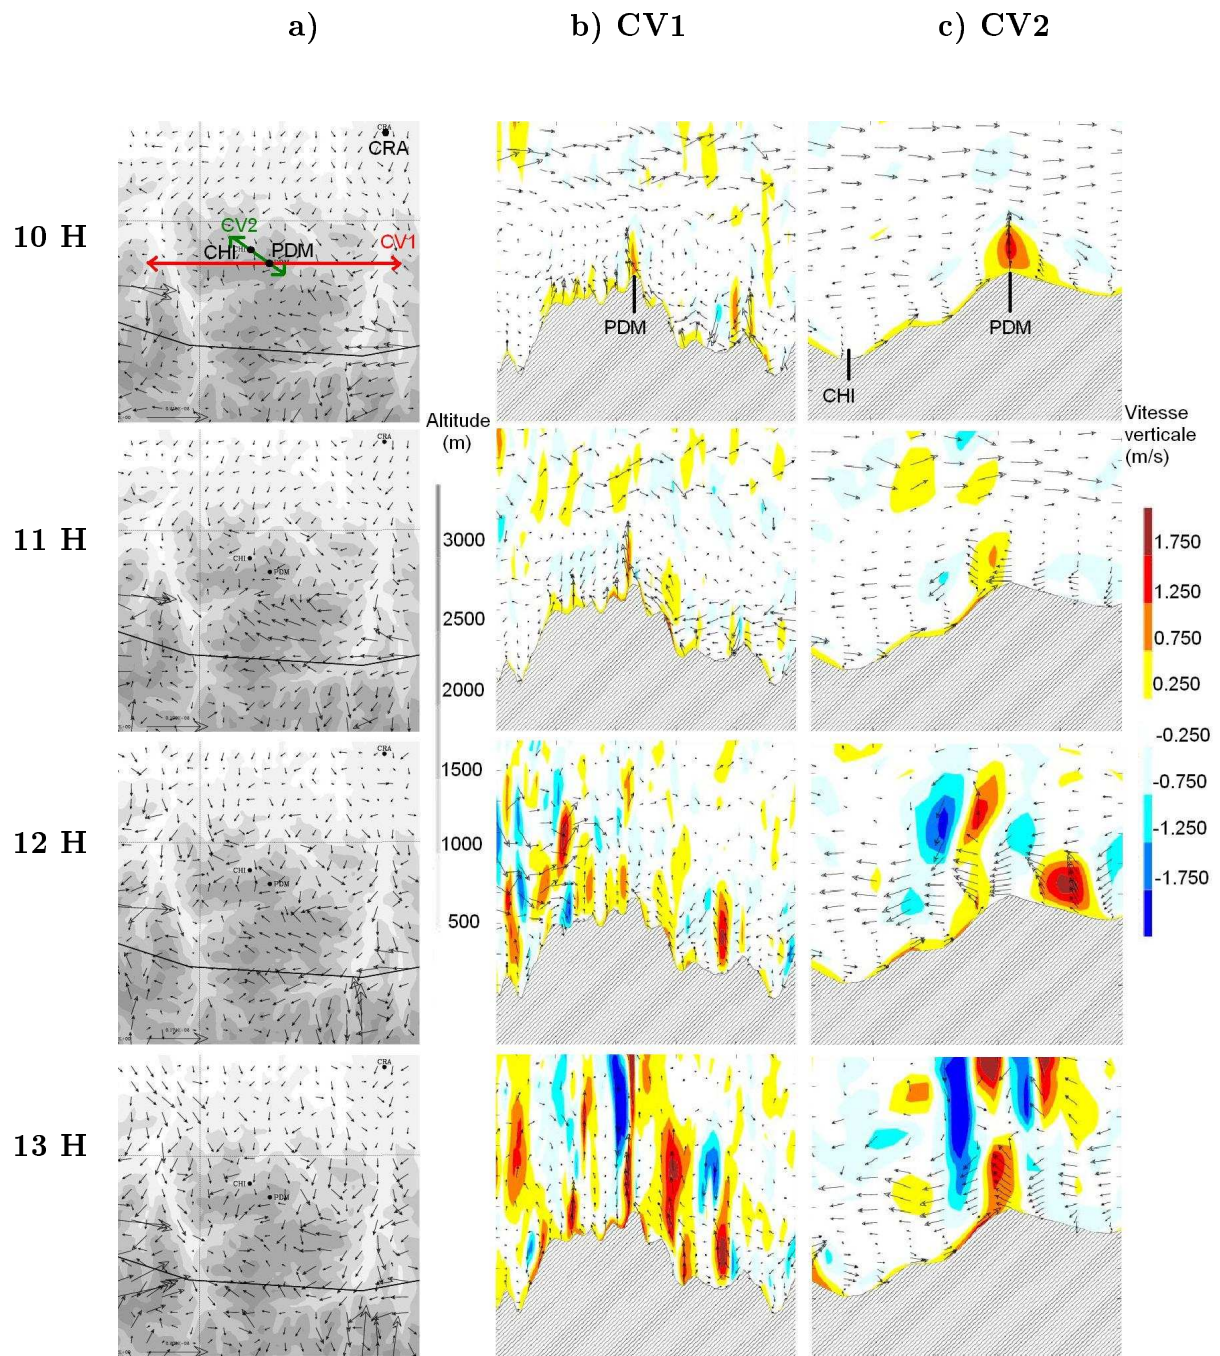 a) b) CV1 c) CV2
10 H
CRA
CRA
CV2
CHI PDM CV1
PDM
PDM
CHI
Altitude
(m)
Vitesse
verticale
(m/s)
11 H
CRA
CHI
PDM
3000
2500
2000
1.750
1.250
0.750
0.250
-0.250
-0.750
-1.250
-1.750
12 H
CRA
CHI
PDM
1500
1000
500
13 H
CRA
CHI
PDM